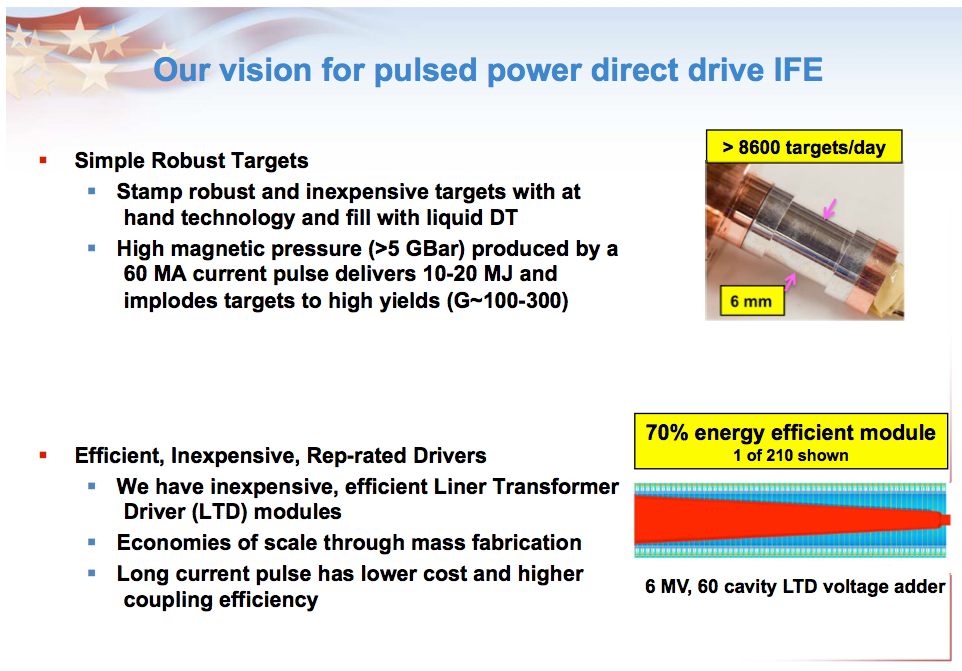 Our vision for pulsed power direct drive IFE
Simple Robust Targets
Stamp robust and inexpensive targets with at
hand technology and fill with liquid DT
High magnetic pressure (>5 GBar) produced by a
60 MA current pulse delivers 10-20 MJ and
implodes targets to high yields (G~100-300)
> 8600 targets/day
6 mm
Efficient, Inexpensive, Rep-rated Drivers
We have inexpensive, efficient Liner Transformer
Driver (LTD) modules
Economies of scale through mass fabrication
Long current pulse has lower cost and higher
coupling efficiency
70% energy efficient module
1 of 210 shown
6 MV, 60 cavity LTD voltage adder